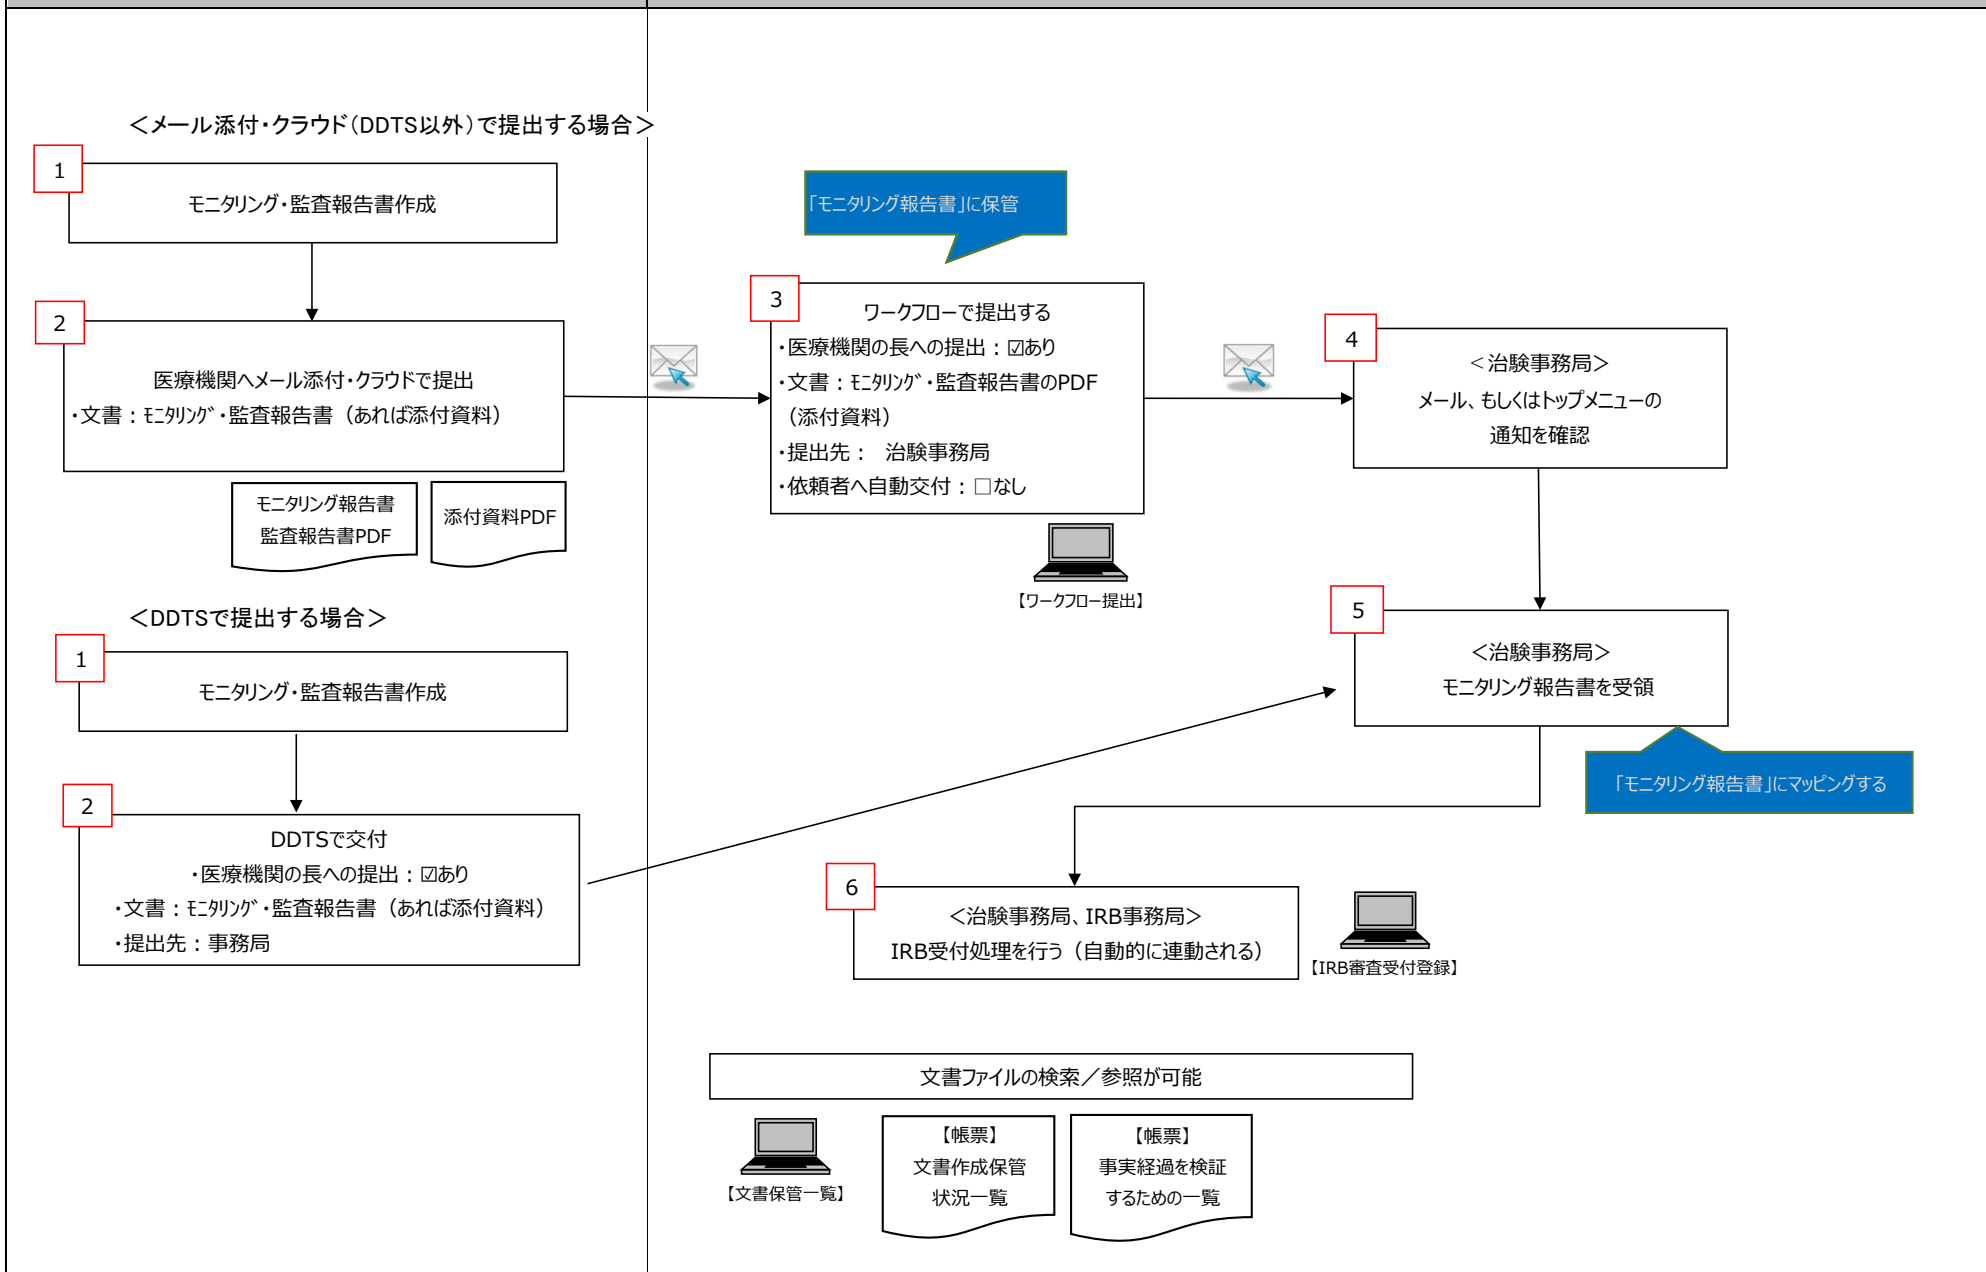 ＜メール添付・クラウド（DDTS以外）で提出する場合＞
1
モニタリング・監査報告書作成
2
医療機関へメール添付・クラウドで提出
・文書：ﾓﾆﾀﾘﾝｸﾞ・監査報告書（あれば添付資料）
モニタリング報告書
監査報告書PDF
添付資料PDF
「モニタリング報告書」に保管
3
ワークフローで提出する
・医療機関の長への提出：☑あり
・文書：ﾓﾆﾀﾘﾝｸﾞ・監査報告書のPDF
（添付資料）
・提出先：　治験事務局
・依頼者へ自動交付：□なし
【ワークフロー提出】
4
＜治験事務局＞
メール、もしくはトップメニューの
通知を確認
＜DDTSで提出する場合＞
1
モニタリング・監査報告書作成
2
DDTSで交付
・医療機関の長への提出：☑あり
・文書：ﾓﾆﾀﾘﾝｸﾞ・監査報告書（あれば添付資料）
・提出先：事務局
5
＜治験事務局＞
モニタリング報告書を受領
「モニタリング報告書」にマッピングする
6
＜治験事務局、IRB事務局＞
IRB受付処理を行う（自動的に連動される）
【IRB審査受付登録】
文書ファイルの検索／参照が可能
【文書保管一覧】
【帳票】
文書作成保管
状況一覧
【帳票】
事実経過を検証
するための一覧